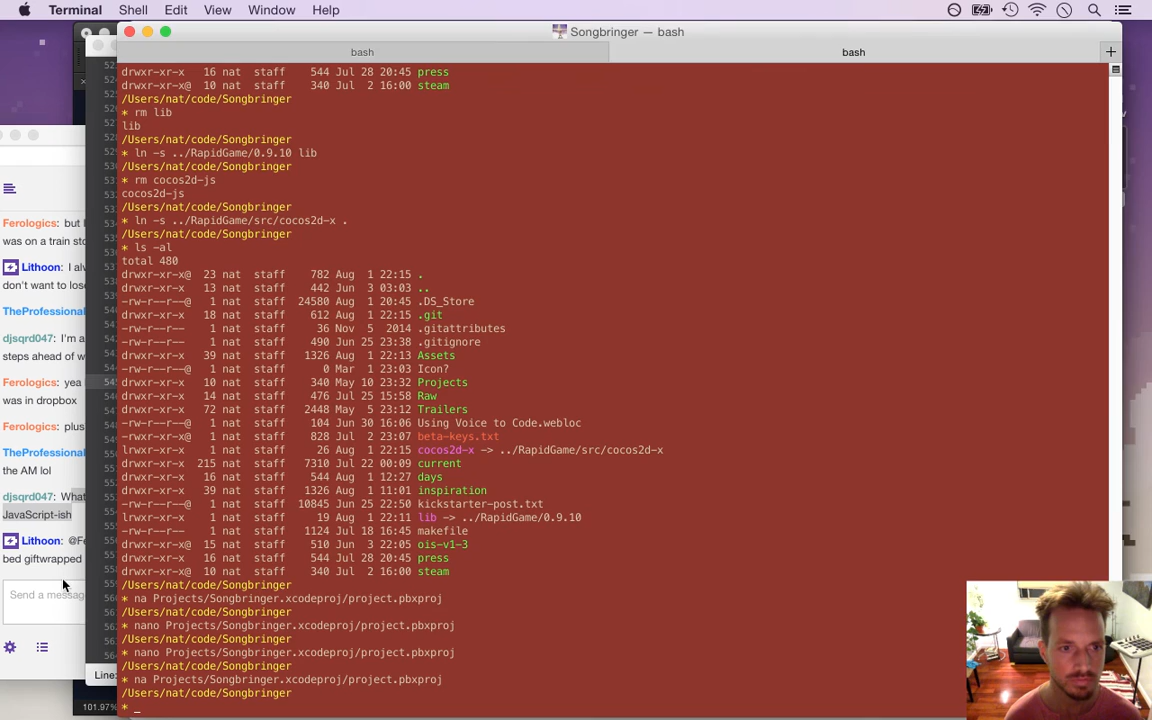 Terminal Shell Edit View Window Help
Songbringer — bash
bash
bash
drwxr-xr-x 16 nat staff 544 Jul 28 20:45 press
drwxr-xr-x@ 10 nat staff 340 Jul 2 16:00 steam
/Users/nat/code/Songbringer
* rm lib
lib
/Users/nat/code/Songbringer
* ln -s ../RapidGame/0.9.10 lib
/Users/nat/code/Songbringer
* rm cocos2d-js
cocos2d-js
/Users/nat/code/Songbringer
* ln -s ../RapidGame/src/cocos2d-x .
/Users/nat/code/Songbringer
* ls -al
total 480
drwxr-xr-x@ 23 nat staff 782 Aug 1 22:15 .
drwxr-xr-x 13 nat staff 442 Jun 3 03:03 ..
-rw-r--r--@ 1 nat staff 24580 Aug 1 20:45 .DS_Store
drwxr-xr-x 18 nat staff 612 Aug 1 22:15 .git
-rw-r--r-- 1 nat staff 36 Nov 5 2014 .gitattributes
-rw-r--r-- 1 nat staff 490 Jun 25 23:38 .gitignore
drwxr-xr-x 39 nat staff 1326 Aug 1 22:13 Assets
-rw-r--r--@ 1 nat staff 0 Mar 1 23:03 Icon?
drwxr-xr-x 10 nat staff 340 May 10 23:32 Projects
drwxr-xr-x 14 nat staff 476 Jul 25 15:58 Raw
drwxr-xr-x 72 nat staff 2448 May 5 23:12 Trailers
-rw-r--r--@ 1 nat staff 104 Jun 30 16:06 Using Voice to Code.webloc
-rwxr-xr-x@ 1 nat staff 828 Jul 2 23:07 beta-keys.txt
lrwxr-xr-x 1 nat staff 26 Aug 1 22:15 cocos2d-x -> ../RapidGame/src/cocos2d-x
drwxr-xr-x 215 nat staff 7310 Jul 22 00:09 current
drwxr-xr-x 16 nat staff 544 Aug 1 12:27 days
drwxr-xr-x 39 nat staff 1326 Aug 1 11:01 inspiration
-rw-r--r--@ 1 nat staff 10845 Jun 25 22:50 kickstarter-post.txt
lrwxr-xr-x 1 nat staff 19 Aug 1 22:11 lib -> ../RapidGame/0.9.10
-rw-r--r-- 1 nat staff 1124 Jul 18 16:45 makefile
drwxr-xr-x@ 15 nat staff 510 Jun 3 22:05 ois-v1-3
drwxr-xr-x 16 nat staff 544 Jul 28 20:45 press
drwxr-xr-x@ 10 nat staff 340 Jul 2 16:00 steam
/Users/nat/code/Songbringer
* na Projects/Songbringer.xcodeproj/project.pbxproj
/Users/nat/code/Songbringer
* nano Projects/Songbringer.xcodeproj/project.pbxproj
/Users/nat/code/Songbringer
* nano Projects/Songbringer.xcodeproj/project.pbxproj
/Users/nat/code/Songbringer
* na Projects/Songbringer.xcodeproj/project.pbxproj
/Users/nat/code/Songbringer
* _
Ferologics: but I
was on a train sto
Lithoon: I alw
don't want to lose
TheProfessional
djsqrd047: I'm a
steps ahead of w
Ferologics: yea
was in dropbox
Ferologics: plus
TheProfessional
the AM lol
djsqrd047: What
JavaScript-ish
Lithoon: @Fe
bed giftwrapped
Send a message
Line:
101.97%